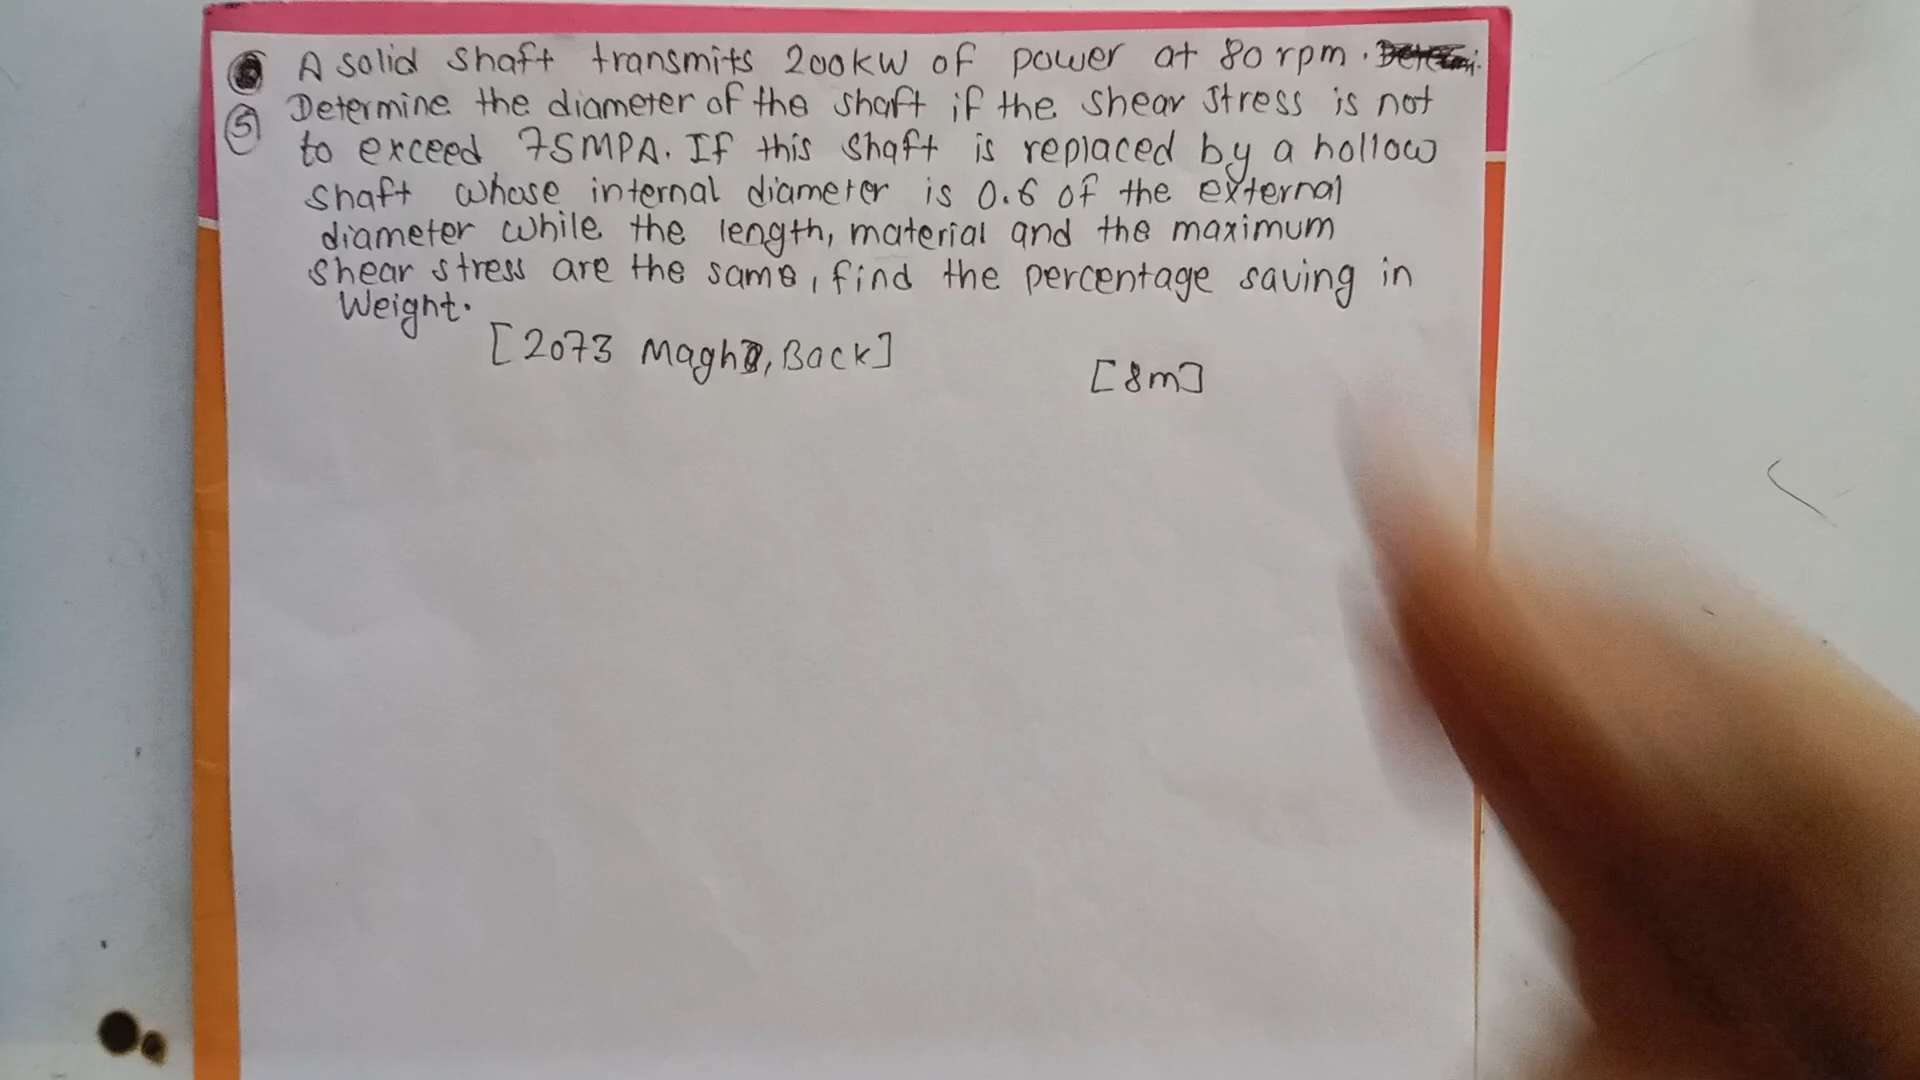 A solid shaft transmits 200kW of power at 80 rpm.
⑤ Determine the diameter of the shaft if the shear stress is not
to exceed 75MPA. If this shaft is replaced by a hollow
shaft whose internal diameter is 0.6 of the external
diameter while the length, material and the maximum
shear stress are the same, find the percentage saving in
Weight.
[2073 Magh, Back]
[8m]